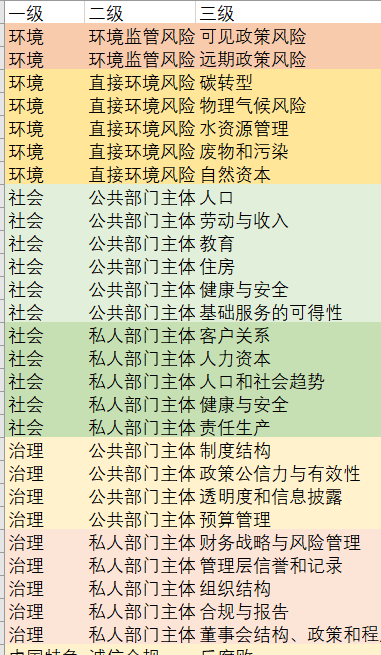 一级 二级 三级
环境 环境监管风险 可见政策风险
环境 环境监管风险 远期政策风险
环境 直接环境风险 碳转型
环境 直接环境风险 物理气候风险
环境 直接环境风险 水资源管理
环境 直接环境风险 废物和污染
环境 直接环境风险 自然资本
社会 公共部门主体 人口
社会 公共部门主体 劳动与收入
社会 公共部门主体 教育
社会 公共部门主体 住房
社会 公共部门主体 健康与安全
社会 公共部门主体 基础服务的可得性
社会 私人部门主体 客户关系
社会 私人部门主体 人力资本
社会 私人部门主体 人口和社会趋势
社会 私人部门主体 健康与安全
社会 私人部门主体 责任生产
治理 公共部门主体 制度结构
治理 公共部门主体 政策公信力与有效性
治理 公共部门主体 透明度和信息披露
治理 公共部门主体 预算管理
治理 私人部门主体 财务战略与风险管理
治理 私人部门主体 管理层信誉和记录
治理 私人部门主体 组织结构
治理 私人部门主体 合规与报告
治理 私人部门主体 董事会结构、政策和程